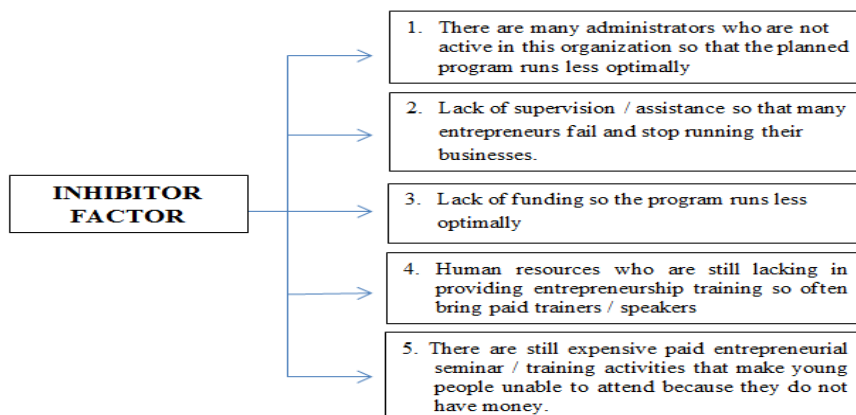 INHIBITOR
FACTOR
1. There are many administrators who are not
active in this organization so that the planned
program runs less optimally
2. Lack of supervision / assistance so that many
entrepreneurs fail and stop running their
businesses.
3. Lack of funding so the program runs less
optimally
4. Human resources who are still lacking in
providing entrepreneurship training so often
bring paid trainers / speakers
5. There are still expensive paid entrepreneurial
seminar / training activities that make young
people unable to attend because they do not
have money.